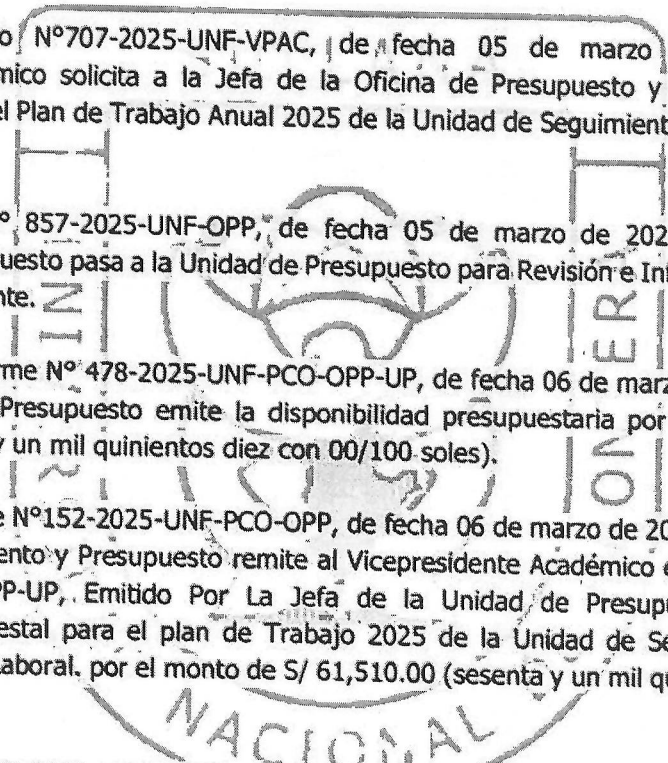 o N°707-2025-UNF-VPAC, de fecha 05 de marzo
mico solicita a la Jefa de la Oficina de Presupuesto y
el Plan de Trabajo Anual 2025 de la Unidad de Seguimient
° 857-2025-UNF-OPP, de fecha 05 de marzo de 202
uesto pasa a la Unidad de Presupuesto para Revisión e Inf
nte.
rme N° 478-2025-UNF-PCO-OPP-UP, de fecha 06 de marz
Presupuesto emite la disponibilidad presupuestaria por
y un mil quinientos diez con 00/100 soles).
e N°152-2025-UNF-PCO-OPP, de fecha 06 de marzo de 20
ento y Presupuesto remite al Vicepresidente Académico e
PP-UP, Emitido Por La Jefa de la Unidad de Presup
estal para el plan de Trabajo 2025 de la Unidad de Se
Laboral. por el monto de S/ 61,510.00 (sesenta y un mil qu
NACIONAL